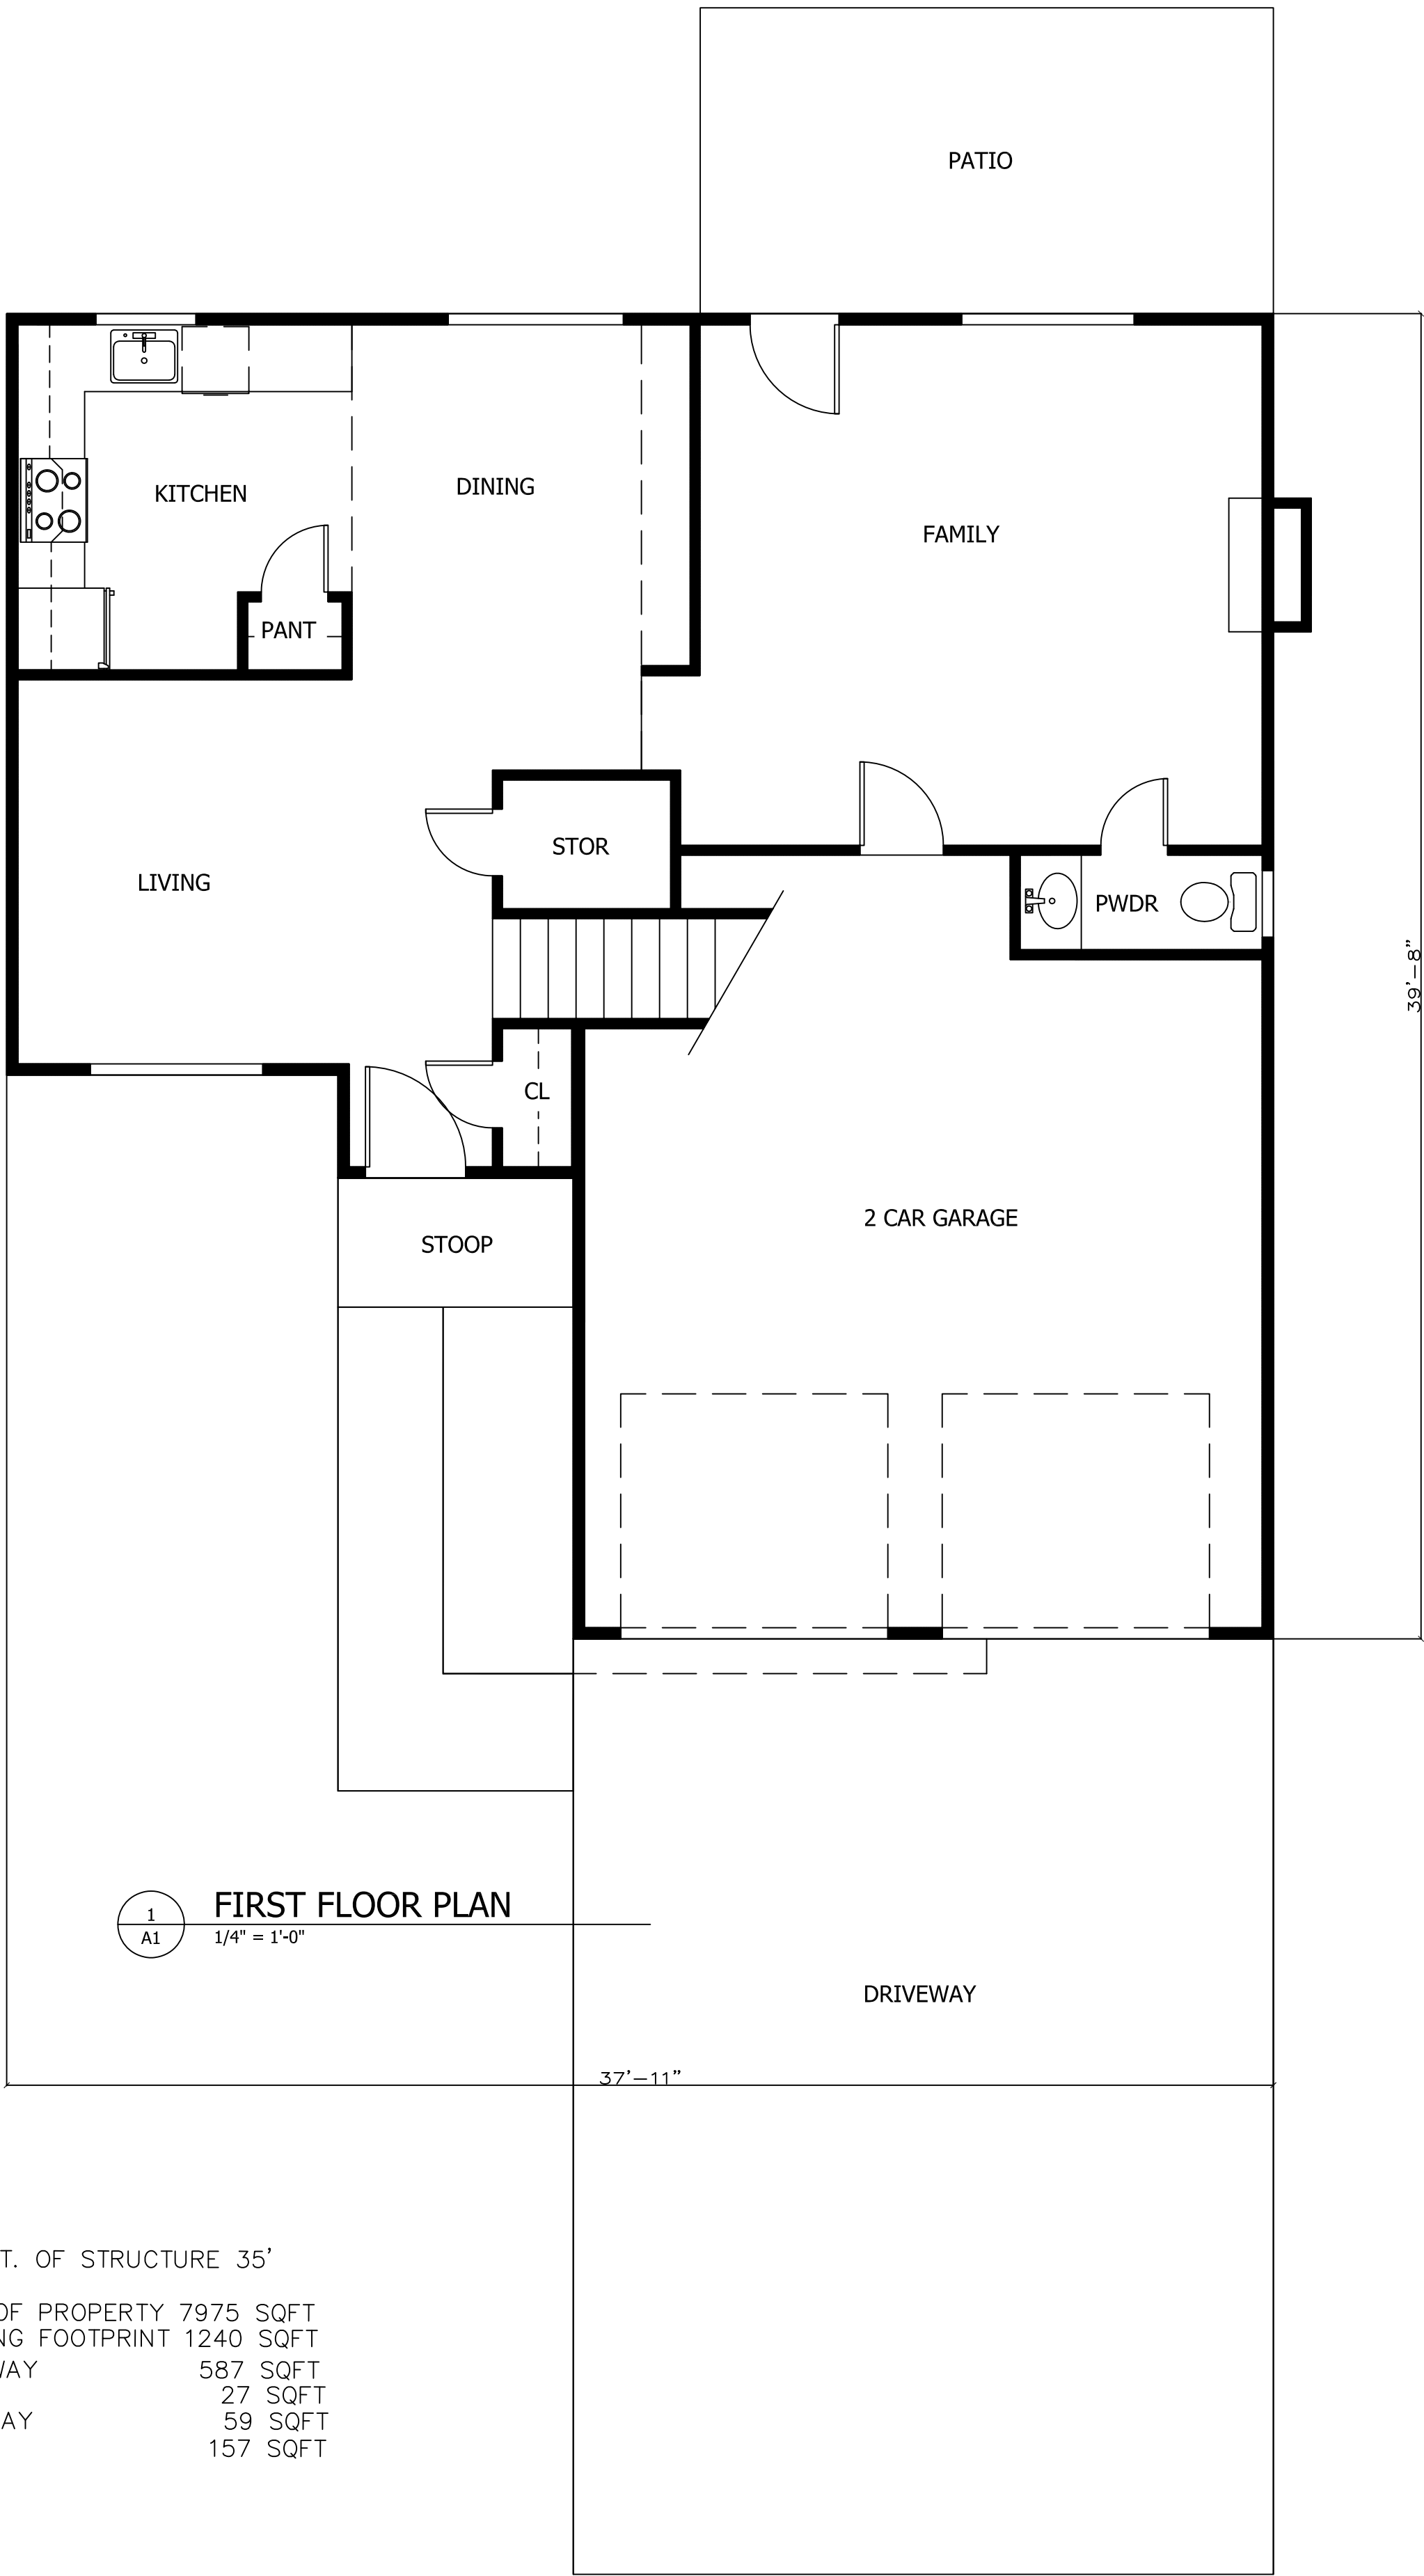 PATIO
KITCHEN
DINING
FAMILY
PANT
STOR
LIVING
PWDR
39'-8"
CL
2 CAR GARAGE
STOOP
1
A1
FIRST FLOOR PLAN
1/4" = 1'-0"
DRIVEWAY
37'-11"
T. OF STRUCTURE 35'
OF PROPERTY 7975 SQFT
NG FOOTPRINT 1240 SQFT
WAY 587 SQFT
27 SQFT
AY 59 SQFT
157 SQFT